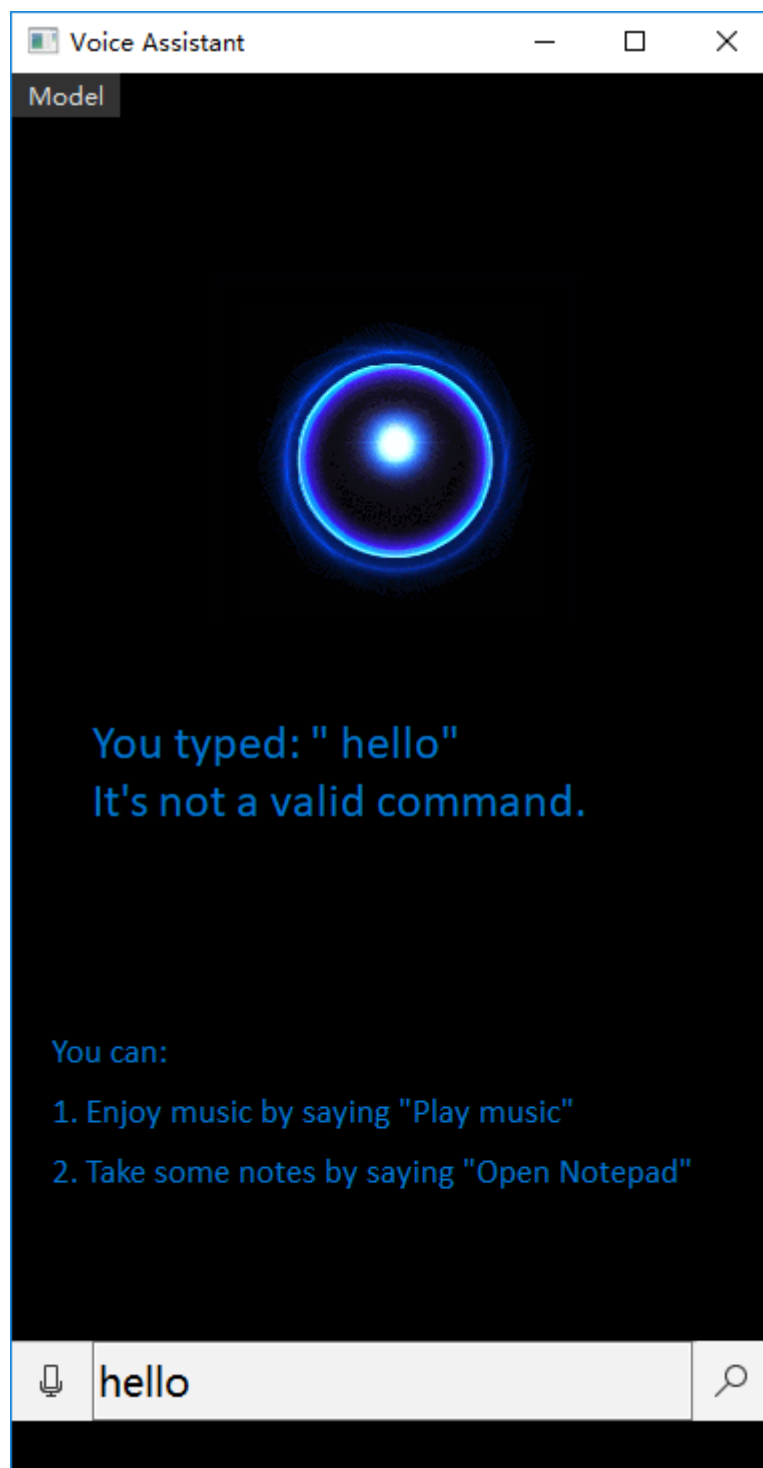 Voice Assistant
Model
You typed: " hello"
It's not a valid command.
You can:
1. Enjoy music by saying "Play music"
2. Take some notes by saying "Open Notepad"
hello